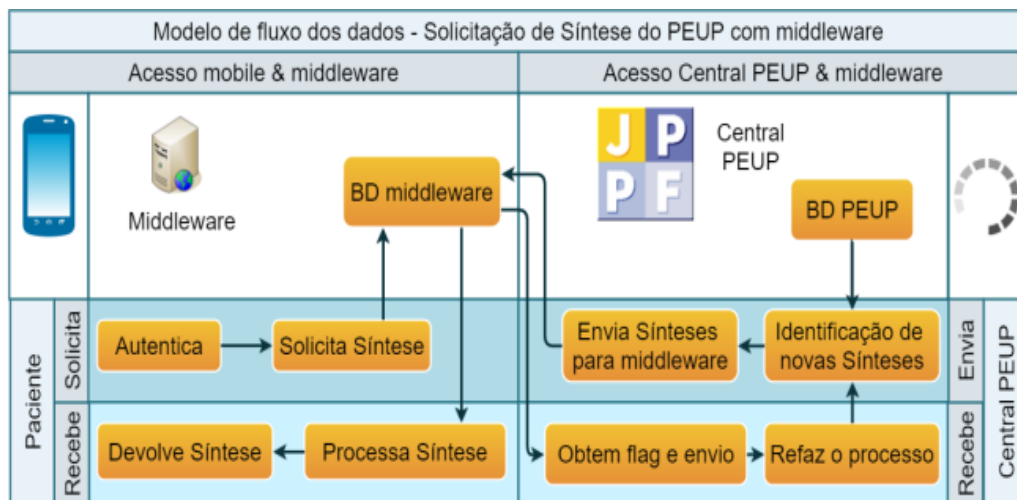 Modelo de fluxo dos dados - Solicitação de Síntese do PEUP com middleware
Acesso mobile & middleware
Acesso Central PEUP & middleware
Middleware
BD middleware
J P
P F
Central
PEUP
BD PEUP
Paciente
Solicita
Autentica
Solicita Síntese
Envia Sínteses
para middleware
Identificação de
novas Sínteses
Envia
Central PEUP
Recebe
Devolve Síntese
Processa Síntese
Obtem flag e envio
Refaz o processo
Recebe